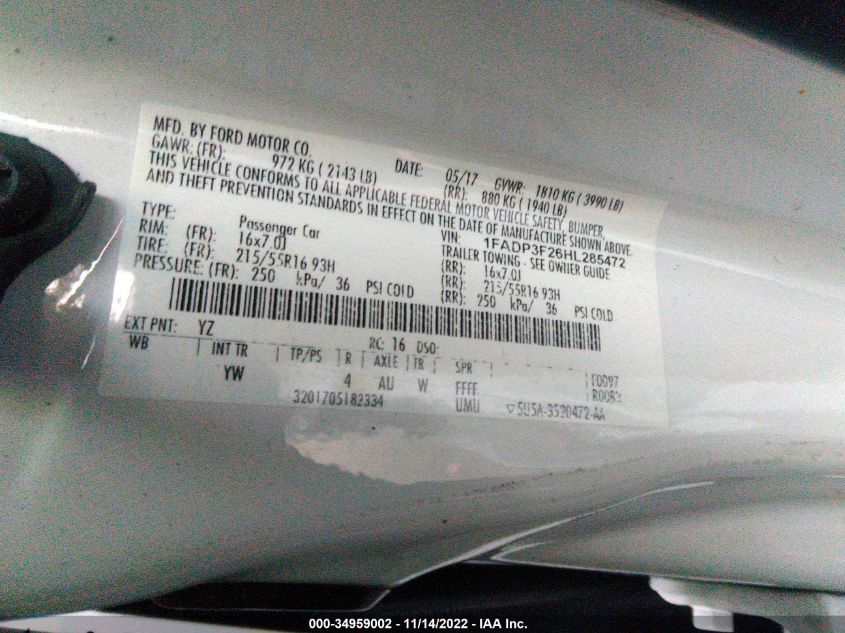 MFD. BY FORD MOTOR CO. DATE: 05/17 GVWR: 1810 KG ( 3990 LB)
GAWR: (FR): 972 KG ( 2143 LB) (RR): 880 KG ( 1940 LB)
THIS VEHICLE CONFORMS TO ALL APPLICABLE FEDERAL MOTOR VEHICLE SAFETY, BUMPER,
AND THEFT PREVENTION STANDARDS IN EFFECT ON THE DATE OF MANUFACTURE SHOWN ABOVE.
VIN: 1FADP3F26HL285472
TYPE: Passenger Car TRAILER TOWING - SEE OWNER GUIDE
RIM: (FR): 16x7.0J (RR): 16x7.0J
TIRE: (FR): 215/55R16 93H (RR): 215/55R16 93H
PRESSURE: (FR): 250 kPa/ 36 PSI COLD (RR): 250 kPa/ 36 PSI COLD
EXT PNT: YZ RC: 16 DSO:
WB INT TR TP/PS R AXLE TR SPR F0097
YW 4 AU W FFFF
3201705182334 UMU 5U5A-3520472-AA
000-34959002 - 11/14/2022 - IAA Inc.